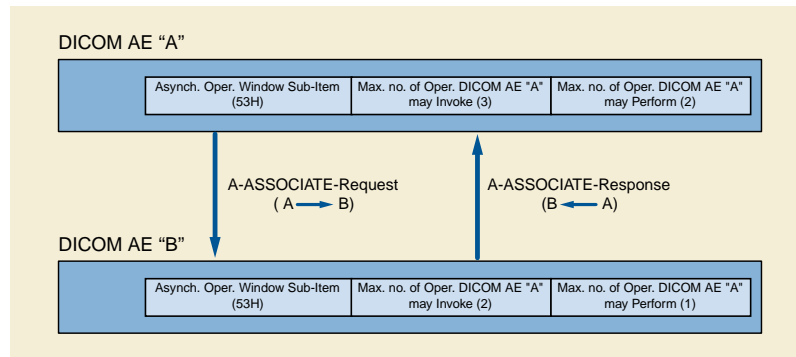 DICOM AE “A”
Asynch. Oper. Window Sub-Item
(53H)
Max. no. of Oper. DICOM AE "A"
may Invoke (3)
Max. no. of Oper. DICOM AE "A"
may Perform (2)
A-ASSOCIATE-Request
( A B)
A-ASSOCIATE-Response
(B A)
DICOM AE “B”
Asynch. Oper. Window Sub-Item
(53H)
Max. no. of Oper. DICOM AE "A"
may Invoke (2)
Max. no. of Oper. DICOM AE "A"
may Perform (1)